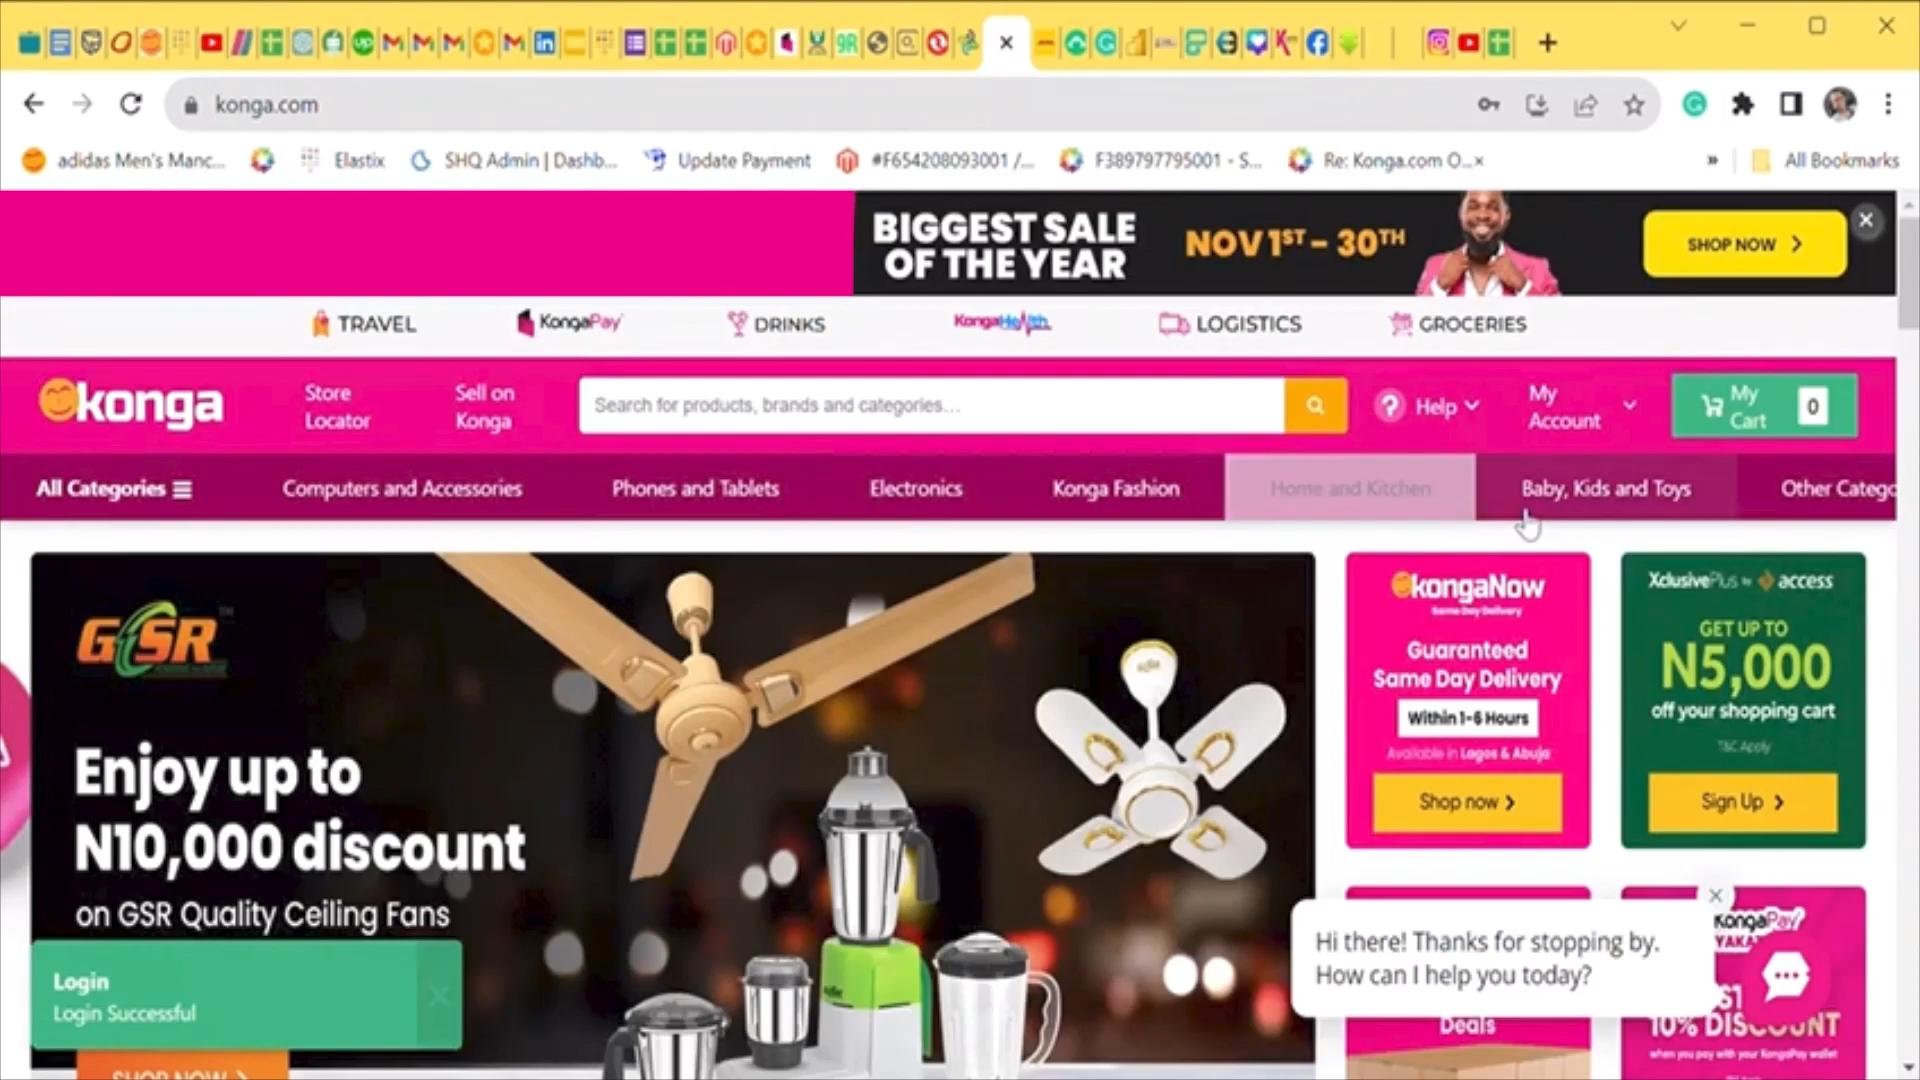 konga.com
adidas Men's Manc...
Elastix
SHQ Admin | Dashb...
Update Payment
#F654208093001 /...
F389797795001 - S...
Re: Konga.com O...
»
All Bookmarks
BIGGEST SALE
OF THE YEAR
NOV 1ST - 30TH
SHOP NOW >
TRAVEL
KongaPay
DRINKS
KongaHealth
LOGISTICS
GROCERIES
konga
Store
Locator
Sell on
Konga
Search for products, brands and categories...
Help
My
Account
My
Cart
0
All Categories
Computers and Accessories
Phones and Tablets
Electronics
Konga Fashion
Home and Kitchen
Baby, Kids and Toys
Other Catego
GSR
Enjoy up to
N10,000 discount
on GSR Quality Ceiling Fans
SHOP NOW >
kongaNow
Same Day Delivery
Guaranteed
Same Day Delivery
Within 1-6 Hours
Available in Lagos & Abuja
Shop now >
XclusivePlus by access
GET UP TO
N5,000
off your shopping cart
T&C Apply
Sign Up >
Login
Login Successful
Hi there! Thanks for stopping by.
How can I help you today?
Deals
KongaPay
YAKA
10% DISCOUNT
when you pay with your KongaPay wallet